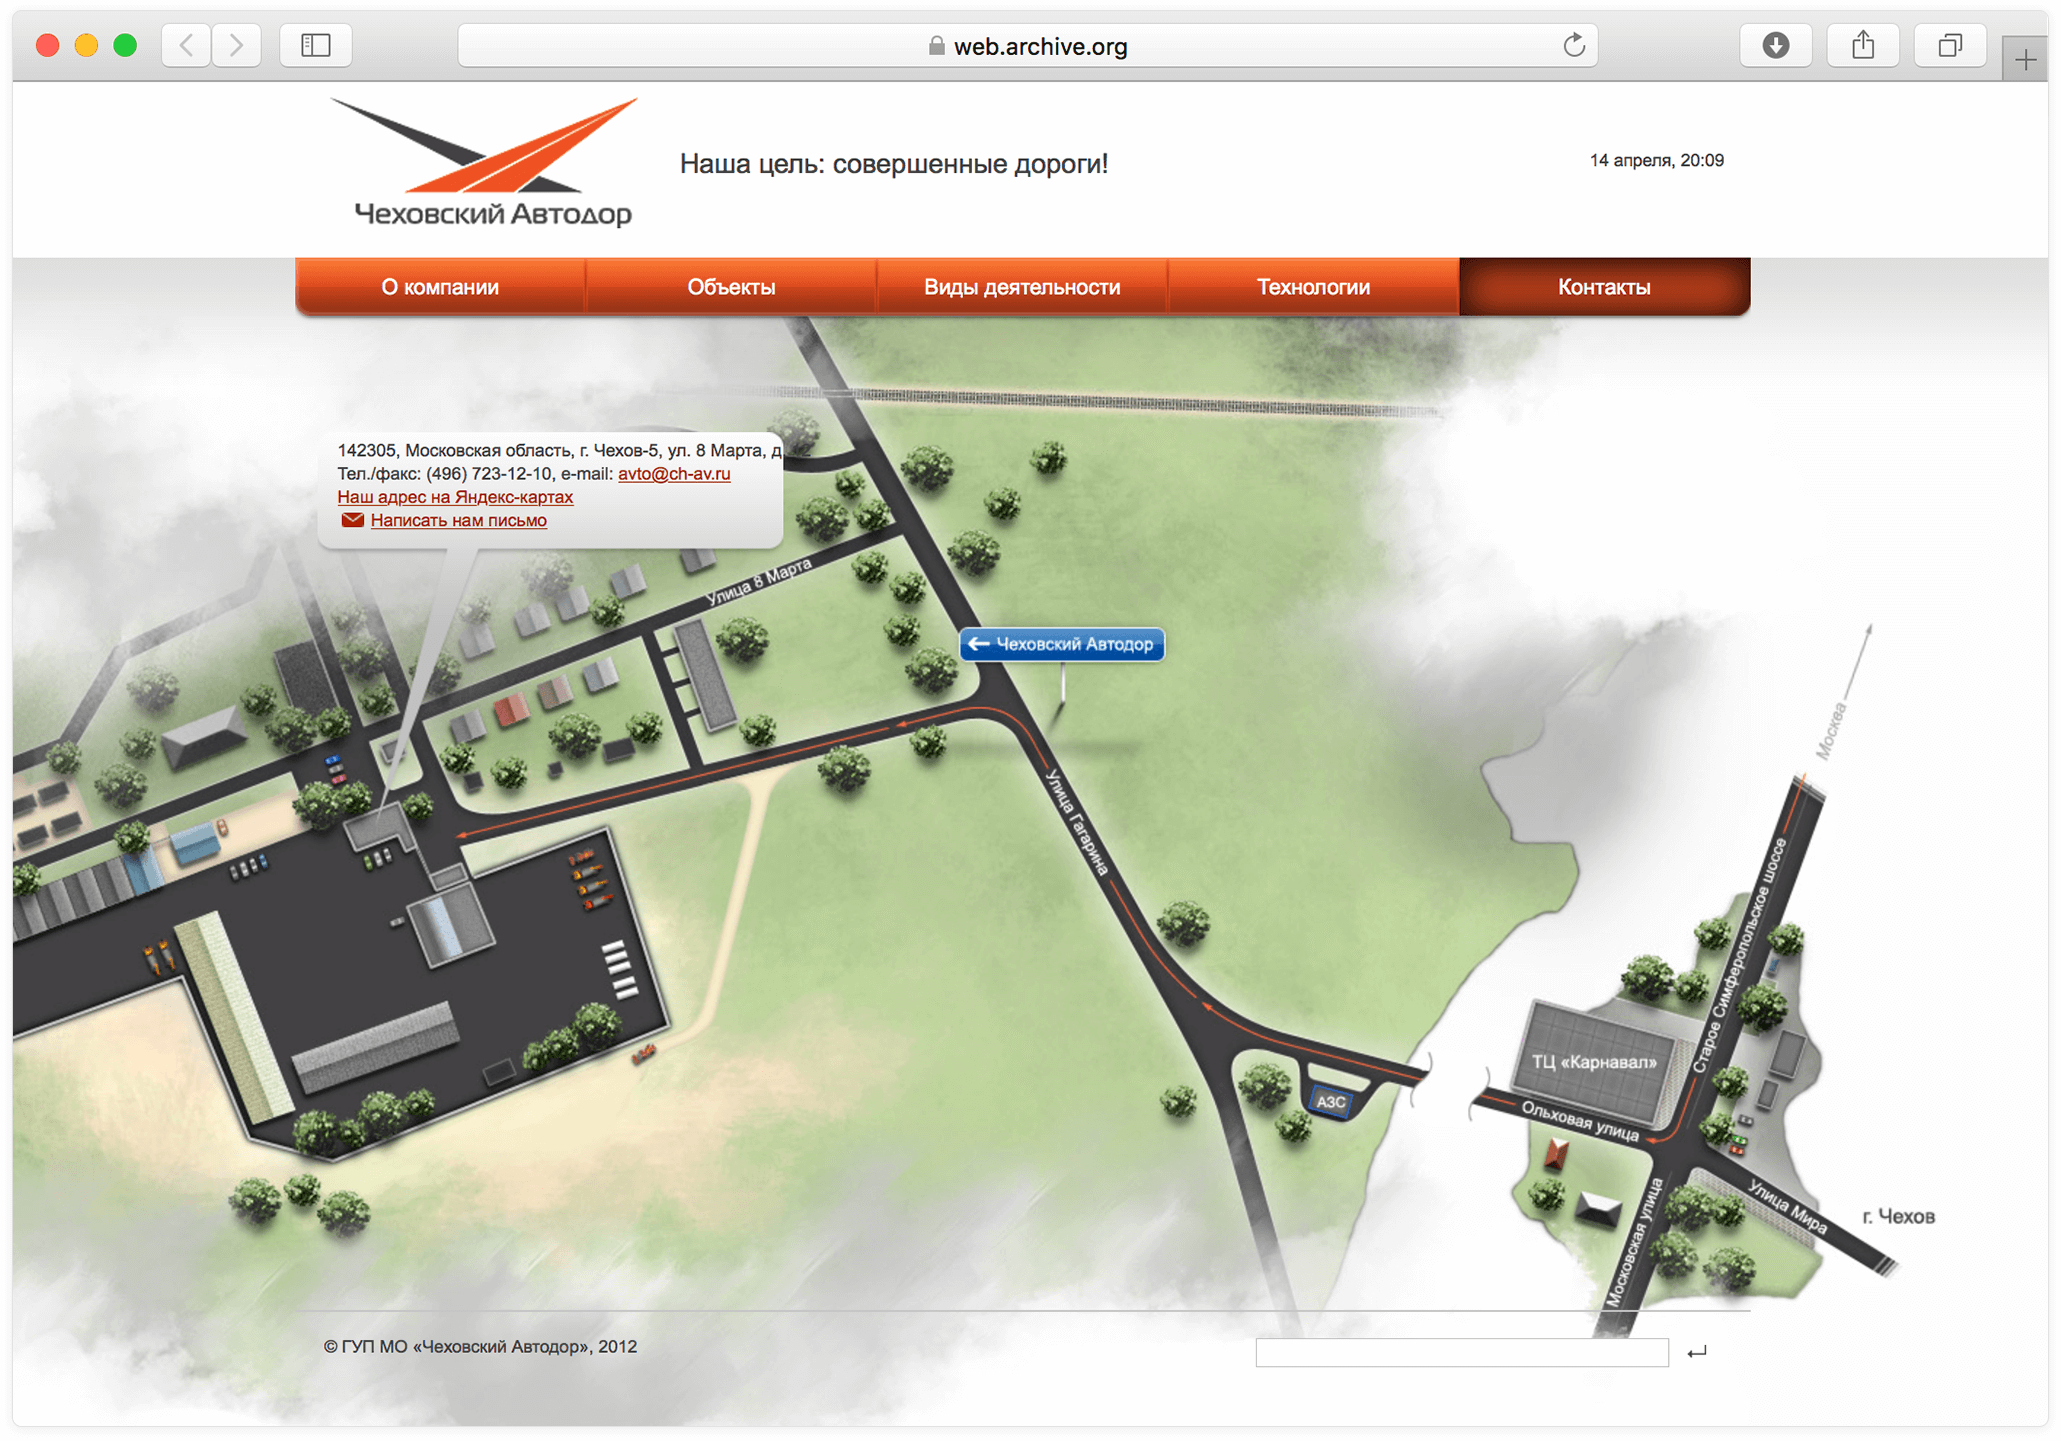 web.archive.org
Чеховский Автодор
Наша цель: совершенные дороги!
14 апреля, 20:09
О компании
Объекты
Виды деятельности
Технологии
Контакты
142305, Московская область, г. Чехов-5, ул. 8 Марта, д.
Тел./факс: (496) 723-12-10, e-mail: avto@ch-av.ru
Наш адрес на Яндекс-картах
Написать нам письмо
Улица 8 Марта
← Чеховский Автодор
Москва
Улица Гагарина
Старое Симферопольское шоссе
ТЦ «Карнавал»
АЗС
Ольховая улица
Улица Мира
г. Чехов
Московская улица
© ГУП МО «Чеховский Автодор», 2012